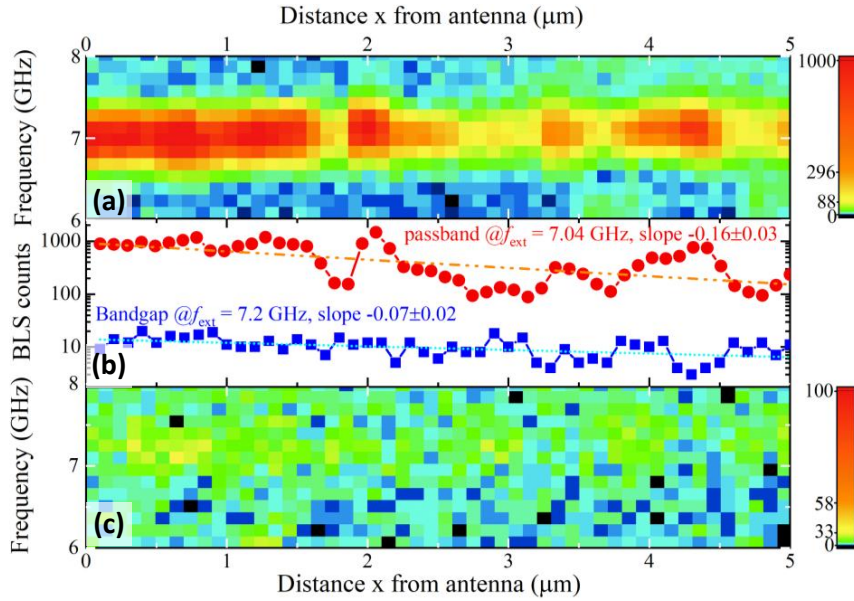 Distance x from antenna (μm)
0 1 2 3 4 5
Frequency (GHz)
8
7
6
(a)
1000
296
88
0
BLS counts
1000
100
10
passband @fext = 7.04 GHz, slope -0.16±0.03
Bandgap @fext = 7.2 GHz, slope -0.07±0.02
(b)
Frequency (GHz)
8
7
6
(c)
100
58
33
0
0 1 2 3 4 5
Distance x from antenna (μm)